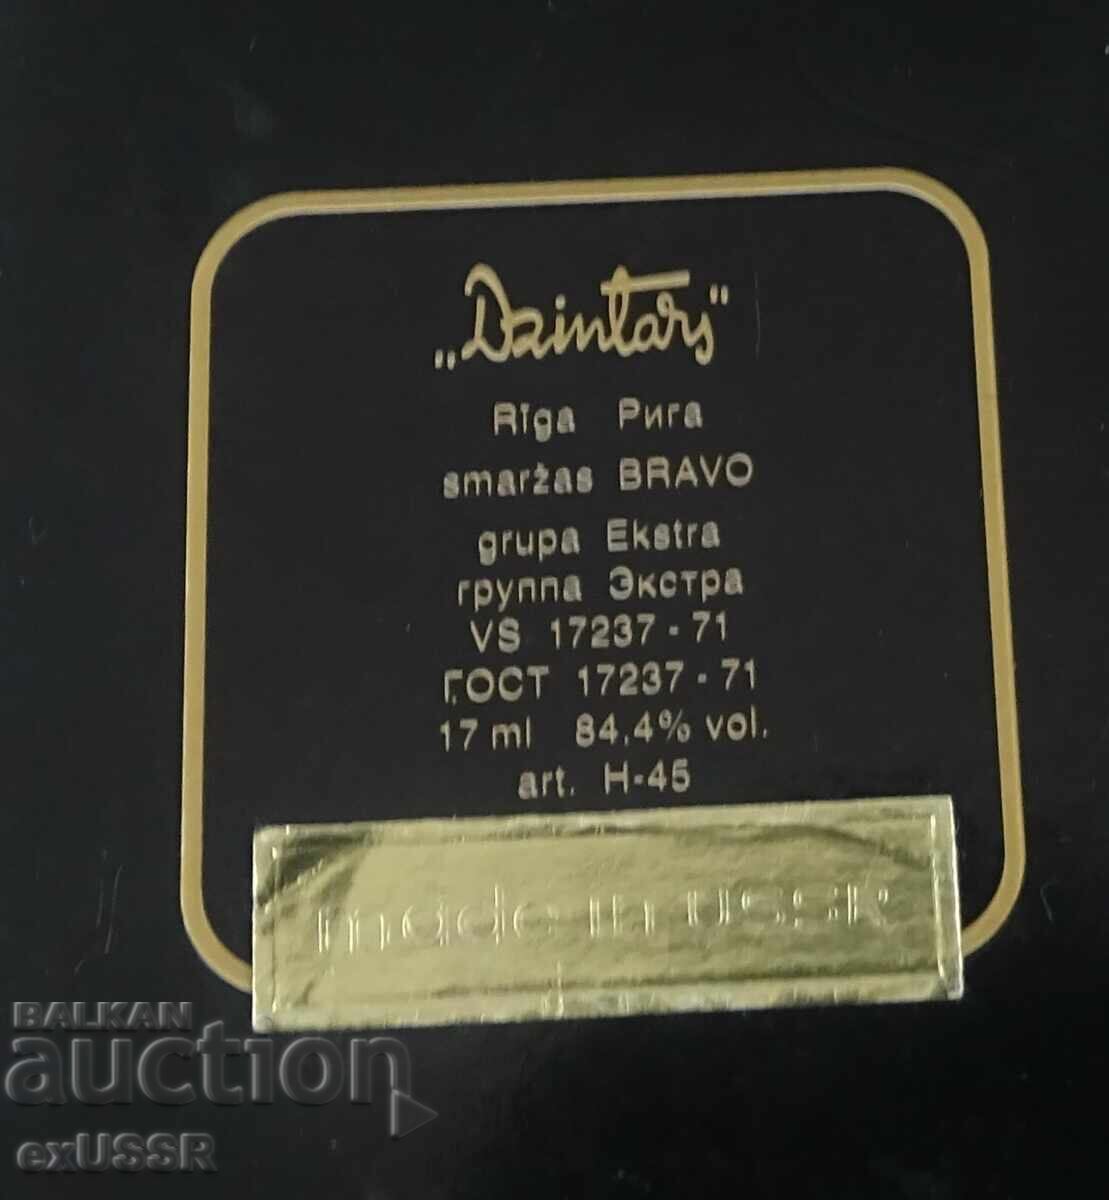 „Dzintars"
Rīga Рига
smaržas BRAVO
grupa Ekstra
группа Экстра
VS 17237-71
ГОСТ 17237-71
17 ml 84,4% vol.
art. H-45
made in USSR
BALKAN
auction
exUSSR